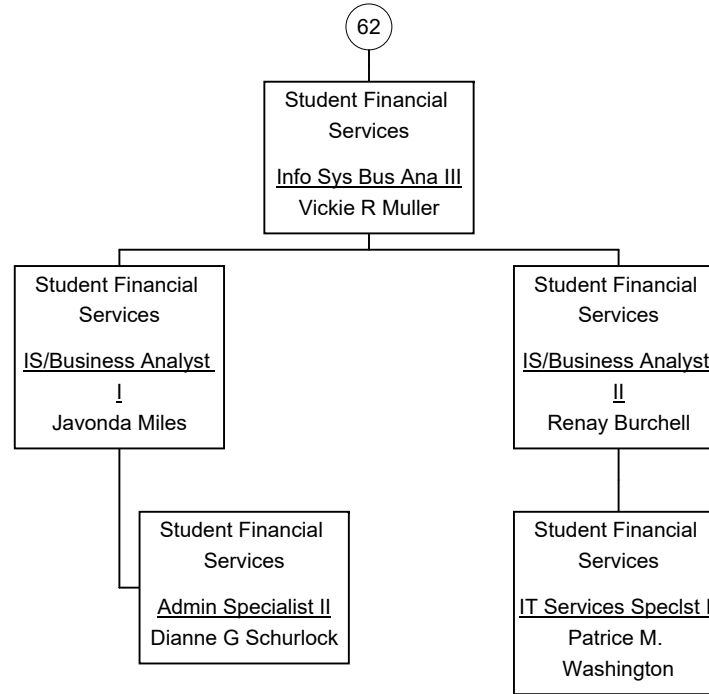 62
Student Financial
Services
Info Sys Bus Ana III
Vickie R Muller
Student Financial
Services
IS/Business Analyst
I
Javonda Miles
Student Financial
Services
IS/Business Analyst
II
Renay Burchell
Student Financial
Services
Admin Specialist II
Dianne G Schurlock
Student Financial
Services
IT Services Speclst
Patrice M.
Washington